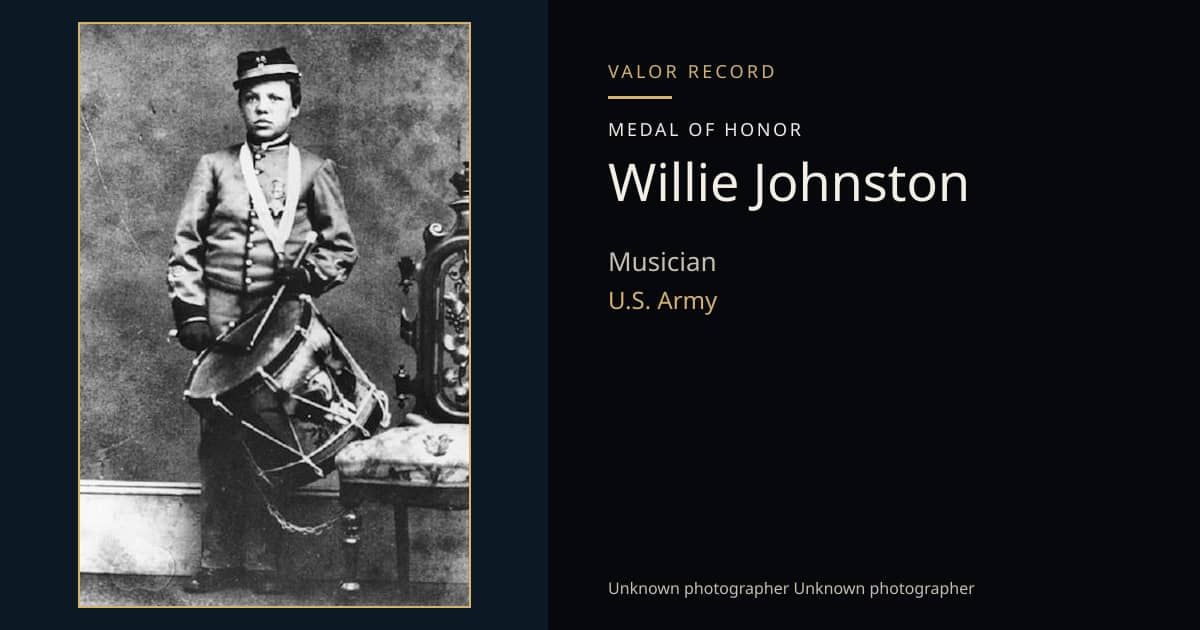 VALOR RECORD
MEDAL OF HONOR
Willie Johnston
Musician
U.S. Army
Unknown photographer Unknown photographer